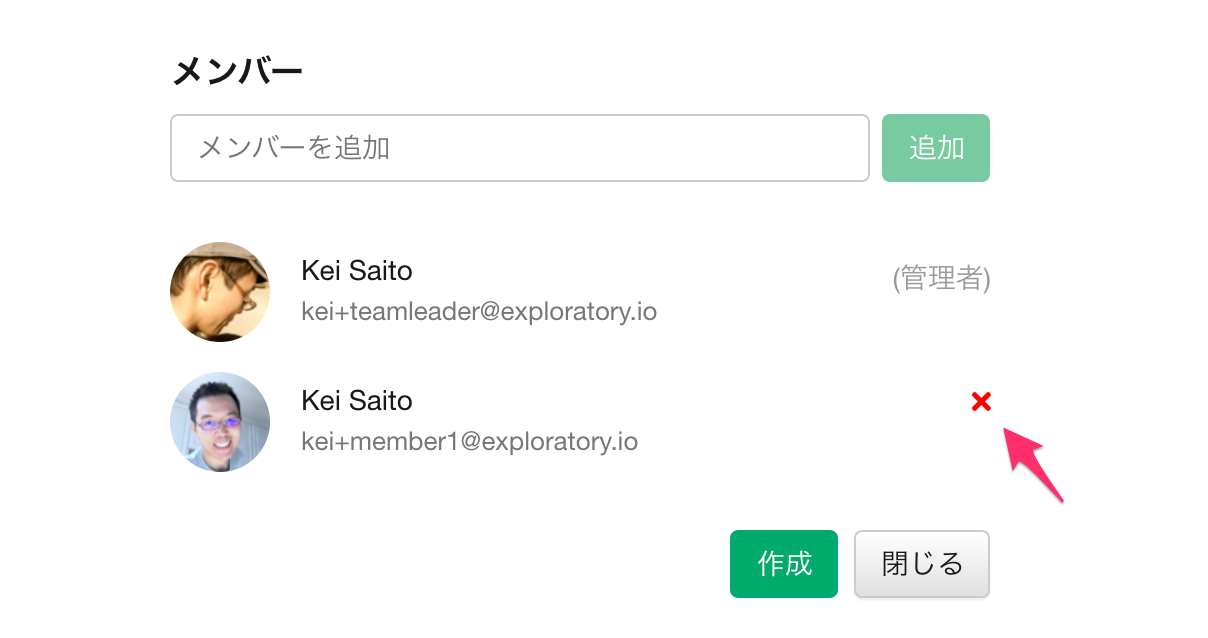 メンバー
メンバーを追加
追加
Kei Saito
(管理者)
kei+teamleader@exploratory.io
Kei Saito
kei+member1@exploratory.io
作成
閉じる